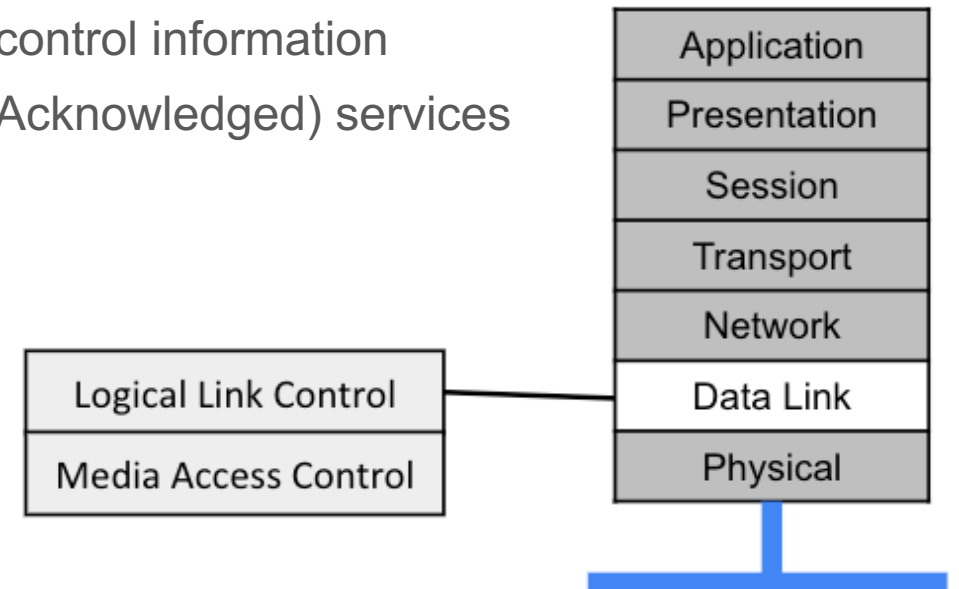 control information
Acknowledged) services
Application
Presentation
Session
Transport
Network
Data Link
Physical
Logical Link Control
Media Access Control